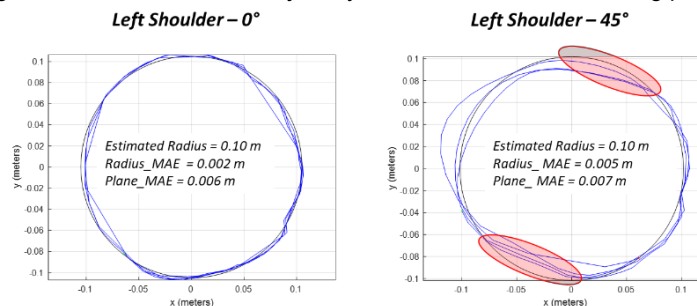 Left Shoulder – 0°
Left Shoulder – 45°
0.1
0.08
0.06
0.04
0.02
0
-0.02
-0.04
-0.06
-0.08
-0.1
y (meters)
Estimated Radius = 0.10 m
Radius_MAE = 0.002 m
Plane_MAE = 0.006 m
-0.1
-0.05
0
0.05
0.1
x (meters)
0.1
0.08
0.06
0.04
0.02
0
-0.02
-0.04
-0.06
-0.08
-0.1
y (meters)
Estimated Radius = 0.10 m
Radius_MAE = 0.005 m
Plane_ MAE = 0.007 m
-0.1
-0.05
0
0.05
0.1
x (meters)